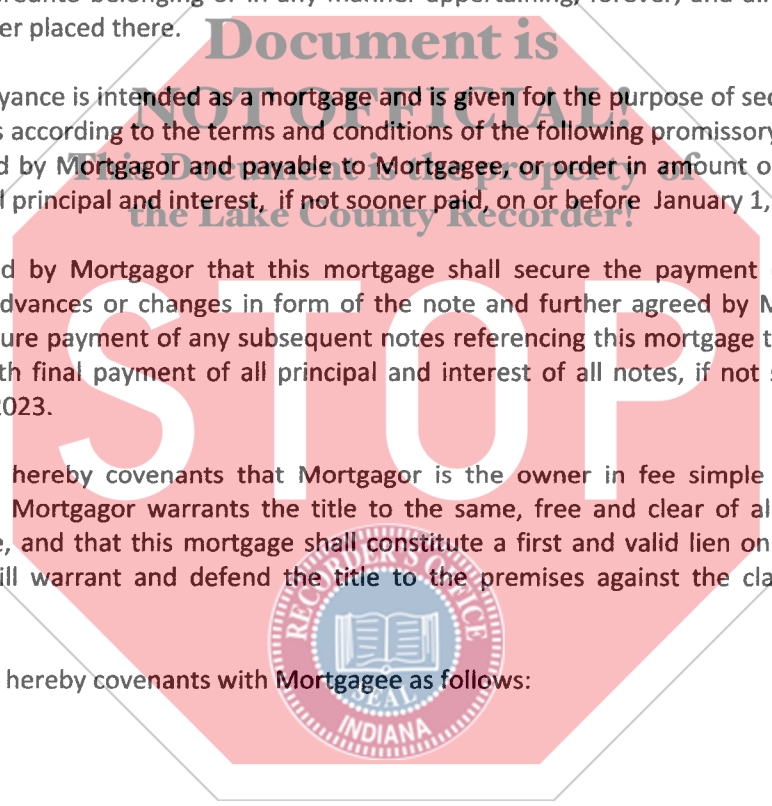 er placed there.
Document is
NOT OFFICIAL!
yance is intended as a mortgage and is given for the purpose of sec
s according to the terms and conditions of the following promissory
d by Mortgagor and payable to Mortgagee, or order in amount o
This Document is the property of
d principal and interest, if not sooner paid, on or before January 1,
the Lake County Recorder!
d by Mortgagor that this mortgage shall secure the payment
dvances or changes in form of the note and further agreed by M
ure payment of any subsequent notes referencing this mortgage t
th final payment of all principal and interest of all notes, if not s
2023.
STOP
hereby covenants that Mortgagor is the owner in fee simple
Mortgagor warrants the title to the same, free and clear of al
e, and that this mortgage shall constitute a first and valid lien on
ill warrant and defend the title to the premises against the cla
RECORDER'S OFFICE
SEAL
INDIANA
hereby covenants with Mortgagee as follows: